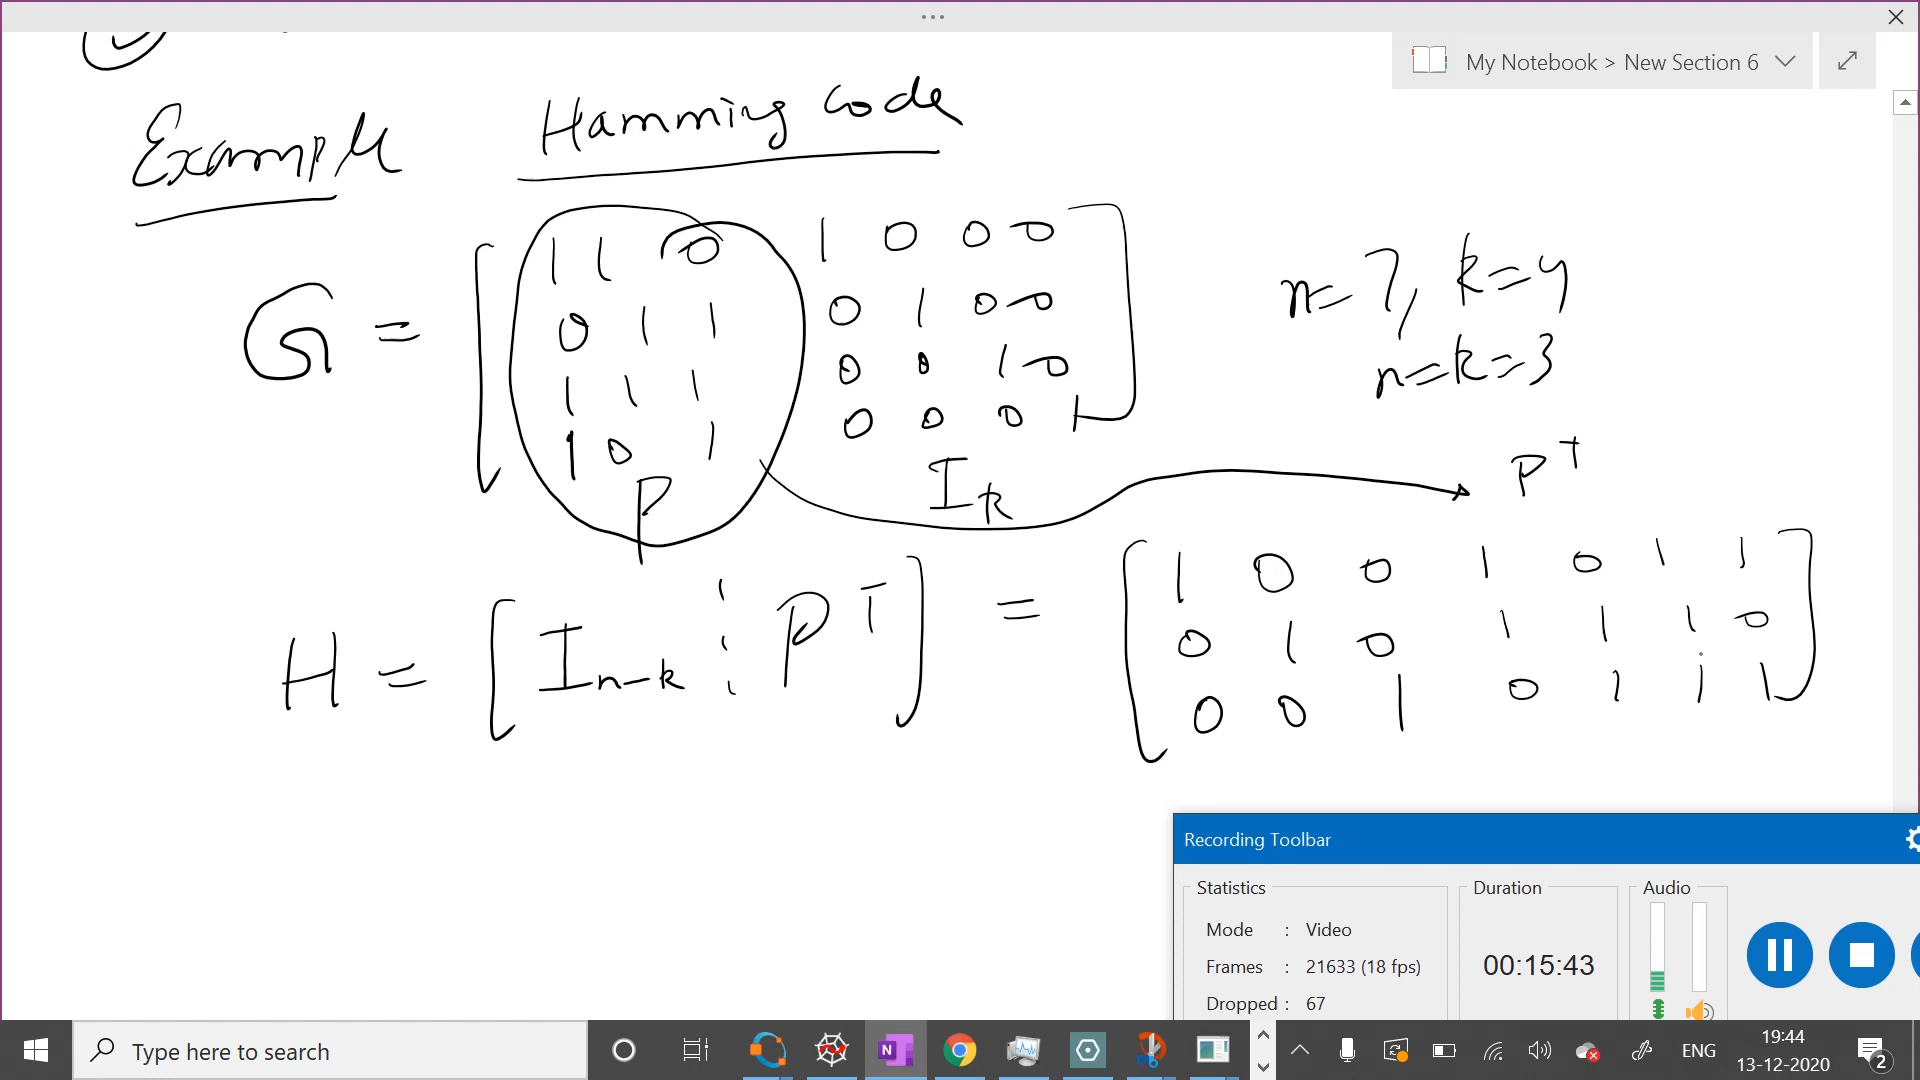 My Notebook > New Section 6
Example Hamming Code
G = [ 1 1 0 1 0 0 0
0 1 1 0 1 0 0
1 1 1 0 0 1 0
1 0 1 0 0 0 1 ]
P I k
n = 7, k = 4
n - k = 3
P T
H = [ I n-k ⋮ P T ] = [ 1 0 0 1 0 1 1
0 1 0 1 1 1 0
0 0 1 0 1 1 1 ]
Recording Toolbar
Statistics Duration Audio
Mode : Video
Frames : 21633 (18 fps)
00:15:43
Dropped : 67
Type here to search
ENG
19:44
13-12-2020
2